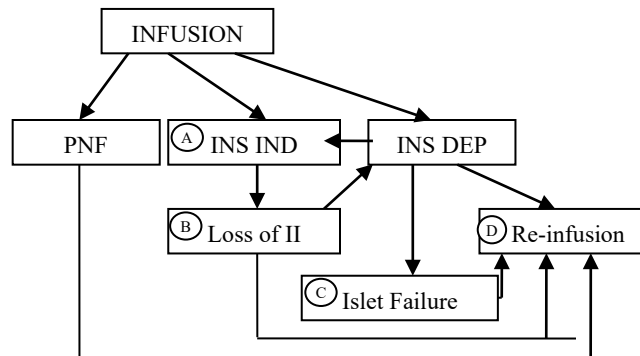 INFUSION
PNF
A INS IND
INS DEP
B Loss of II
D Re-infusion
C Islet Failure